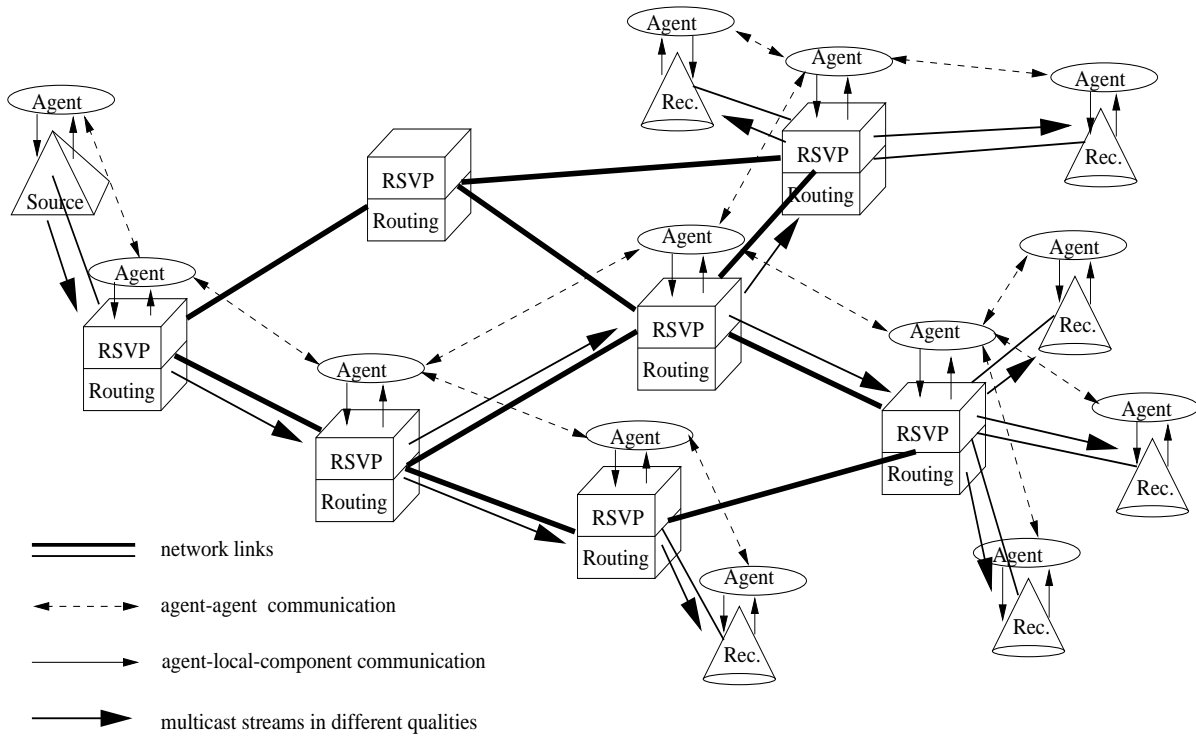 Agent
Agent
Agent
Rec.
Agent
Rec.
Source
RSVP
Routing
RSVP
Routing
Agent
RSVP
Routing
Agent
RSVP
Routing
Agent
Rec.
Agent
RSVP
Routing
Agent
RSVP
Routing
Agent
Rec.
Agent
RSVP
Routing
Agent
Rec.
Agent
Rec.
network links
agent-agent communication
agent-local-component communication
multicast streams in different qualities